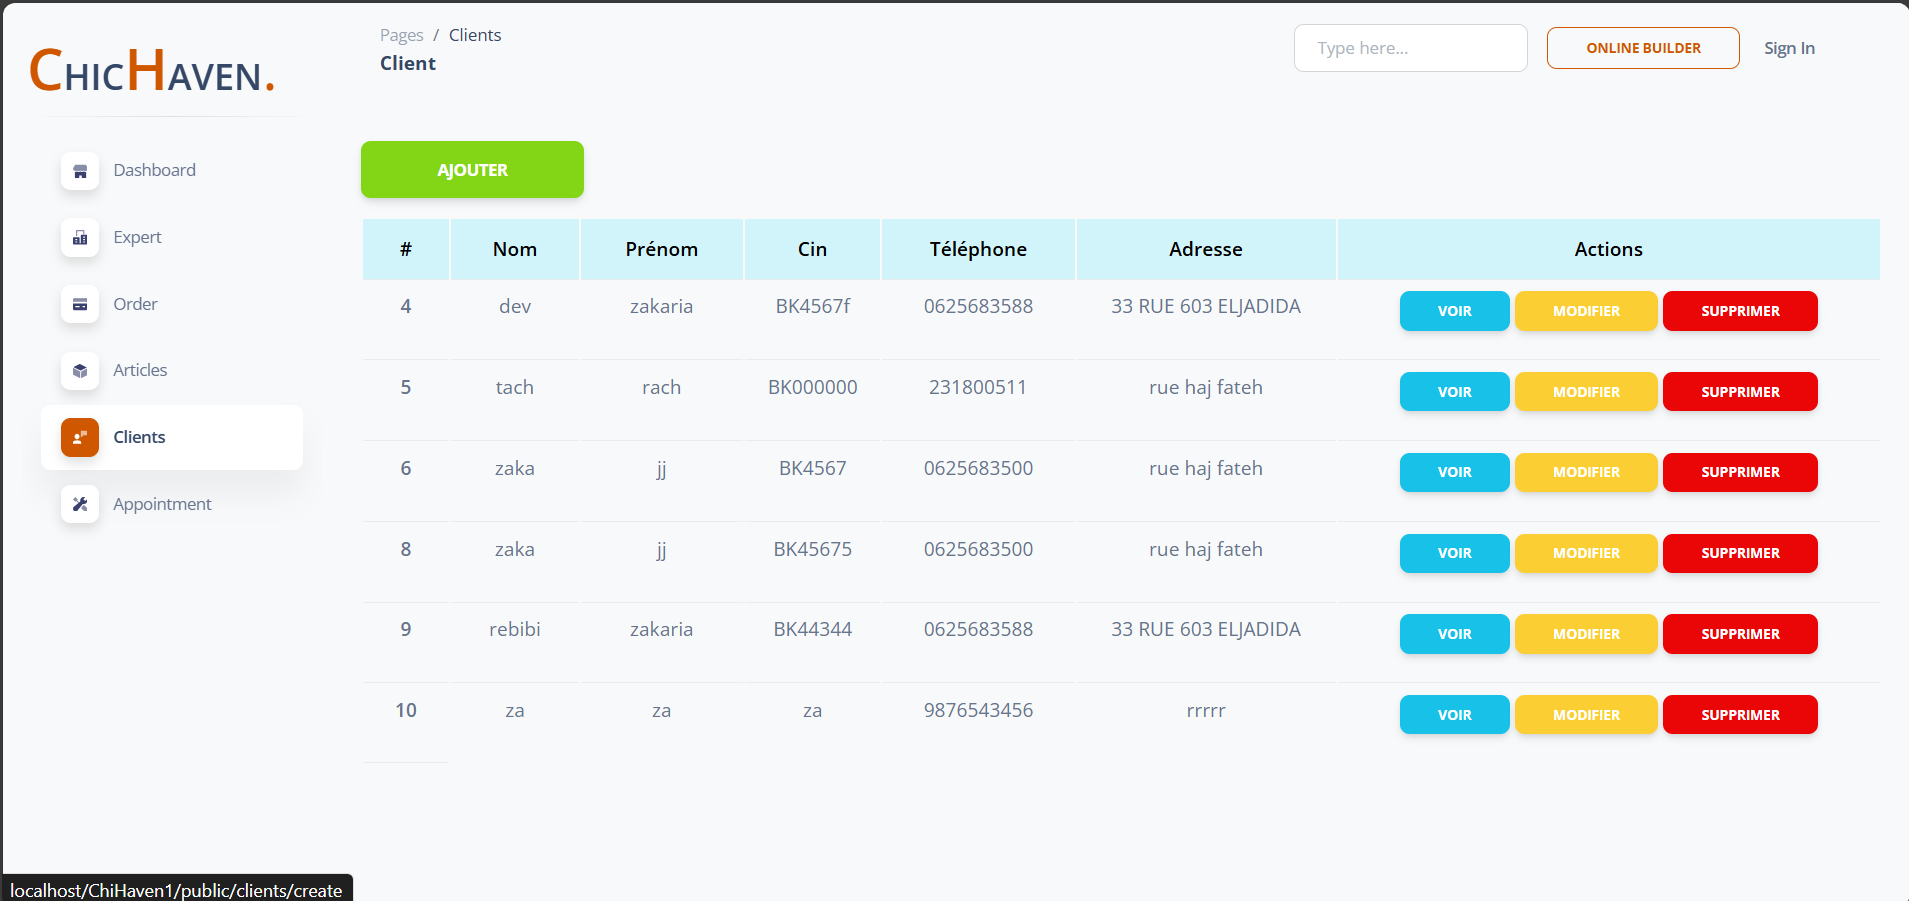 CHICHAVEN.
Pages / Clients
Client
Type here...
ONLINE BUILDER
Sign In
Dashboard
Expert
Order
Articles
Clients
Appointment
AJOUTER
# Nom Prénom Cin Téléphone Adresse Actions
4 dev zakaria BK4567f 0625683588 33 RUE 603 ELJADIDA VOIR MODIFIER SUPPRIMER
5 tach rach BK000000 231800511 rue haj fateh VOIR MODIFIER SUPPRIMER
6 zaka jj BK4567 0625683500 rue haj fateh VOIR MODIFIER SUPPRIMER
8 zaka jj BK45675 0625683500 rue haj fateh VOIR MODIFIER SUPPRIMER
9 rebibi zakaria BK44344 0625683588 33 RUE 603 ELJADIDA VOIR MODIFIER SUPPRIMER
10 za za za 9876543456 rrrrr VOIR MODIFIER SUPPRIMER
localhost/ChiHaven1/public/clients/create